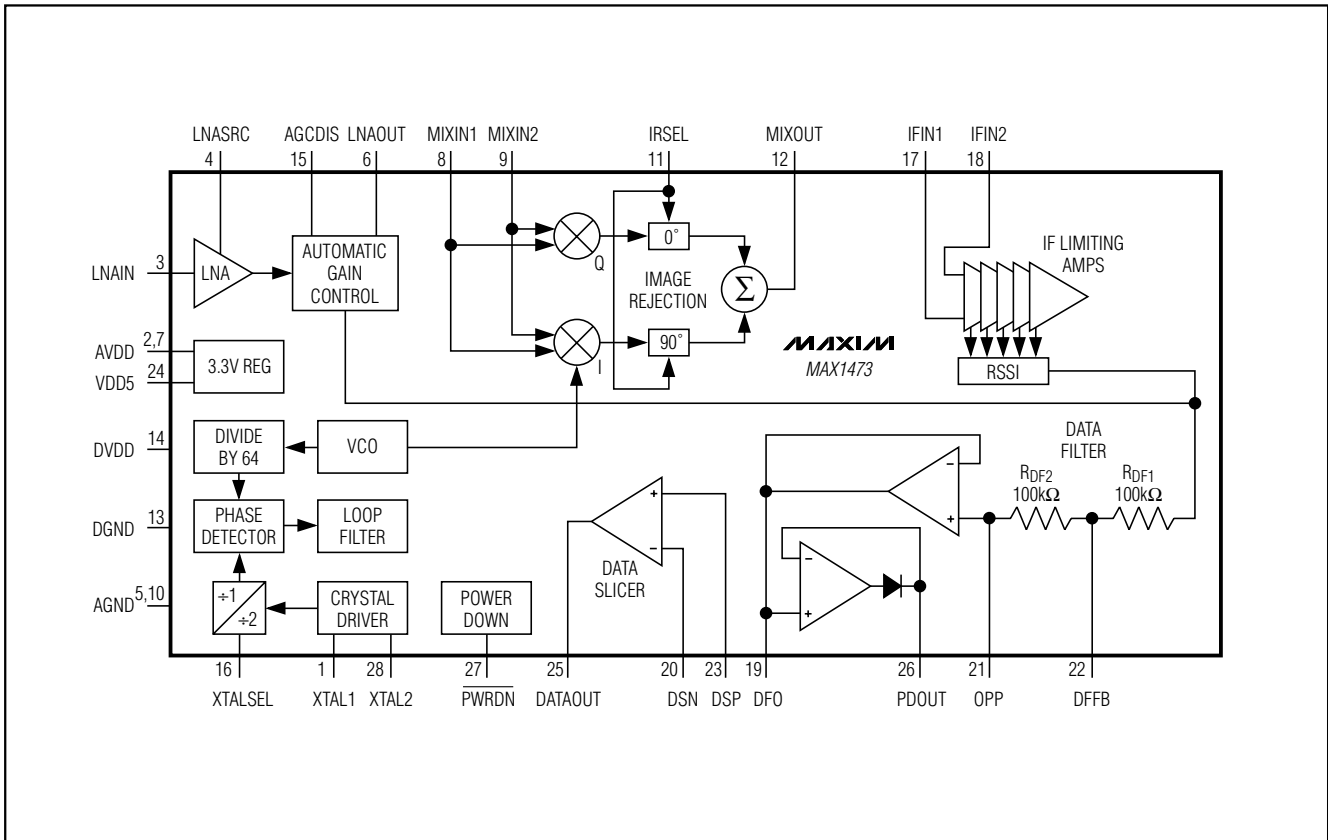 LNASRC AGCDIS LNAOUT MIXIN1 MIXIN2 IRSEL MIXOUT IFIN1 IFIN2
4 15 6 8 9 11 12 17 18
LNAIN 3
LNA
AUTOMATIC
GAIN
CONTROL
Q
0°
IMAGE
REJECTION
Σ
IF LIMITING
AMPS
90°
I
MAXIM
MAX1473
RSSI
AVDD 2,7
VDD5 24
3.3V REG
DVDD 14
DIVIDE
BY 64
VCO
DATA
FILTER
RDF2
100kΩ
RDF1
100kΩ
DGND 13
PHASE
DETECTOR
LOOP
FILTER
+
−
DATA
SLICER
−
+
−
+
AGND 5,10
÷1
÷2
CRYSTAL
DRIVER
POWER
DOWN
16 1 28 27 25 20 23 19 26 21 22
XTALSEL XTAL1 XTAL2 PWRDN DATAOUT DSN DSP DFO PDOUT OPP DFFB